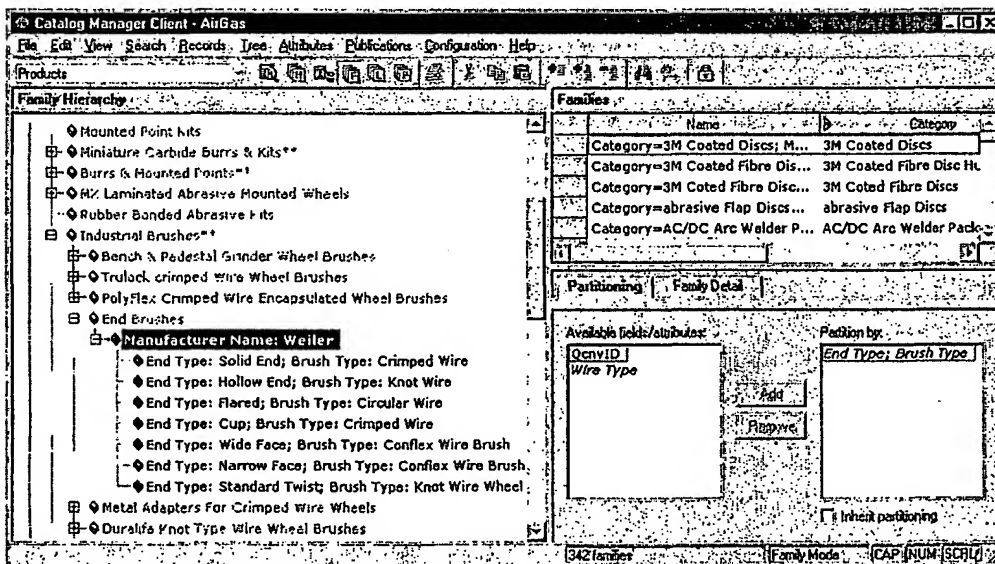 Catalog Manager Client - AirGas
File Edit View Search Records Tree Attributes Publications Configuration Help
Products
Family Hierarchy
Mounted Point Kits
Miniature Carbide Burrs & Kits**
Burrs & Mounted Points**
MX Laminated Abrasive Mounted Wheels
Rubber Bonded Abrasive Kits
Industrial Brushes**
Bench & Pedestal Grinder Wheel Brushes
Trulock crimped Wire Wheel Brushes
PolyFlex Crimped Wire Encapsulated Wheel Brushes
End Brushes
Manufacturer Name: Weiler
End Type: Solid End; Brush Type: Crimped Wire
End Type: Hollow End; Brush Type: Knot Wire
End Type: Flared; Brush Type: Circular Wire
End Type: Cup; Brush Type: Crimped Wire
End Type: Wide Face; Brush Type: Conflex Wire Brush
End Type: Narrow Face; Brush Type: Conflex Wire Brush
End Type: Standard Twist; Brush Type: Knot Wire Wheel
Metal Adapters For Crimped Wire Wheels
Duralife Knot Type Wire Wheel Brushes
Families
Name Category
Category=3M Coated Discs; M... 3M Coated Discs
Category=3M Coated Fibre Dis... 3M Coated Fibre Disc Hu
Category=3M Coted Fibre Disc... 3M Coted Fibre Discs
Category=abrasive Flap Discs... abrasive Flap Discs
Category=AC/DC Arc Welder P... AC/DC Arc Welder Pack
Partitioning Family Detail
Available fields/attributes: Partition by:
QcnvID End Type; Brush Type
Wire Type
Add
Remove
Inherit partitioning
342 families Family Mode CAP NUM SCRL